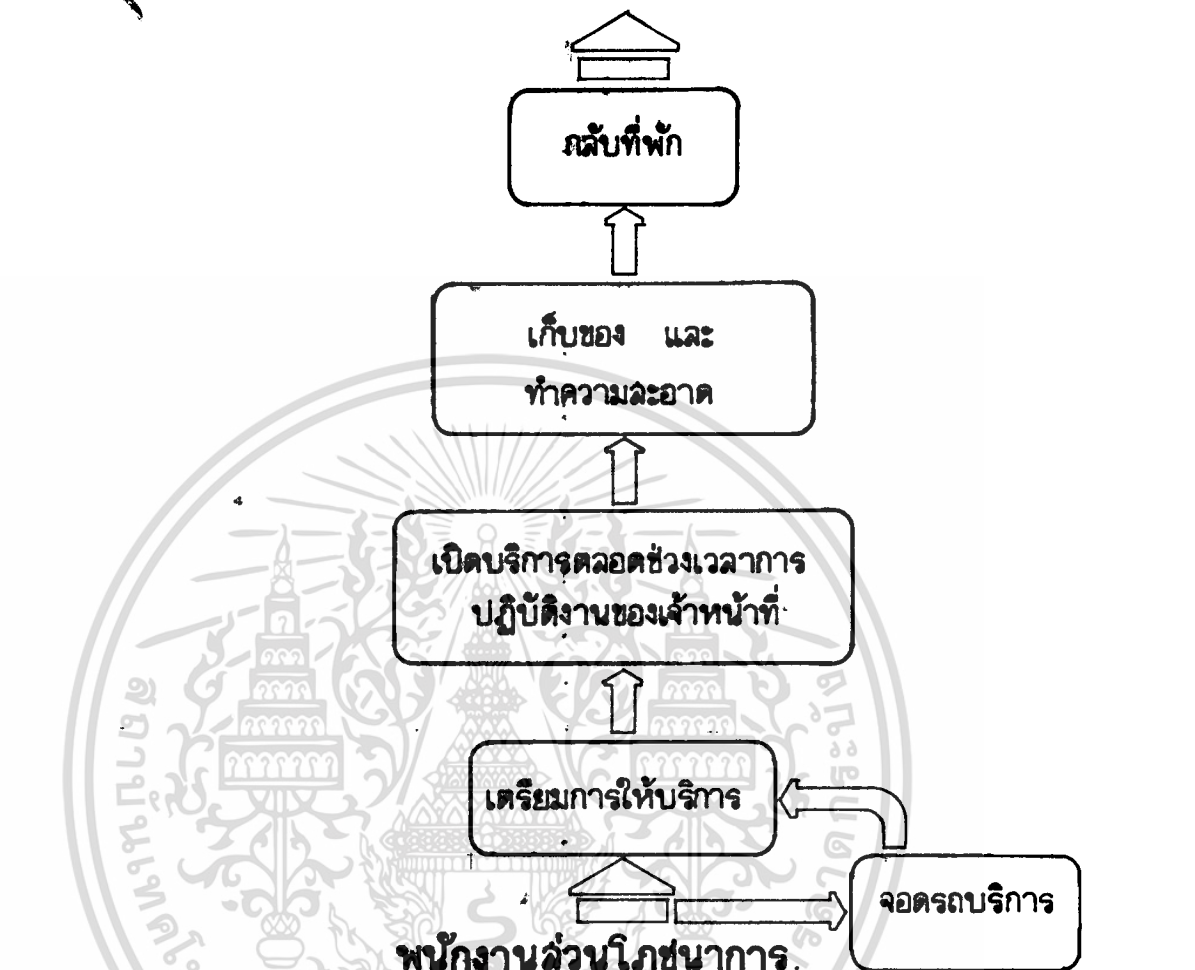 กลับที่พัก
เก็บของ และ
ทำความสะอาด
เปิดบริการตลอดช่วงเวลาการ
ปฏิบัติงานของเจ้าหน้าที่
เตรียมการให้บริการ
จอดรถบริการ
พนักงานส่วนโภชนาการ